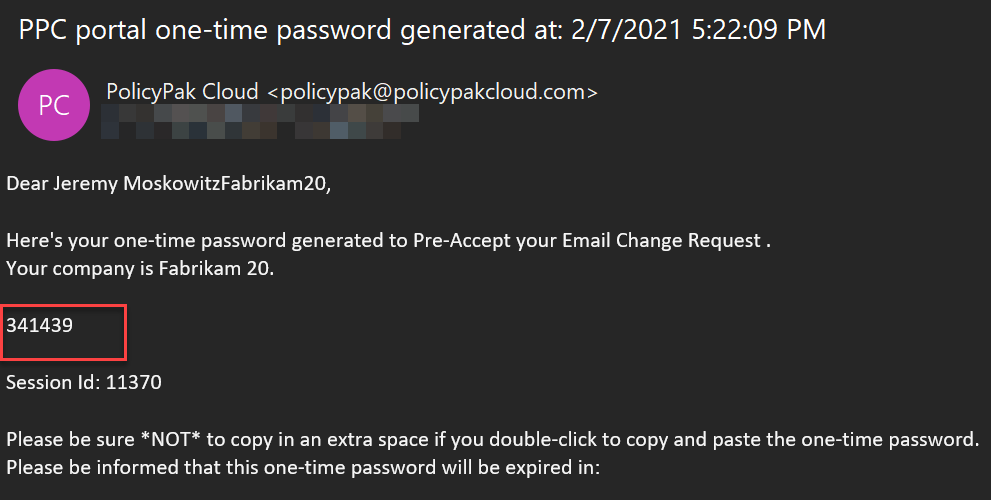 PPC portal one-time password generated at: 2/7/2021 5:22:09 PM
PC
PolicyPak Cloud <policypak@policypakcloud.com>
Dear Jeremy MoskowitzFabrikam20,
Here's your one-time password generated to Pre-Accept your Email Change Request .
Your company is Fabrikam 20.
341439
Session Id: 11370
Please be sure *NOT* to copy in an extra space if you double-click to copy and paste the one-time password.
Please be informed that this one-time password will be expired in: